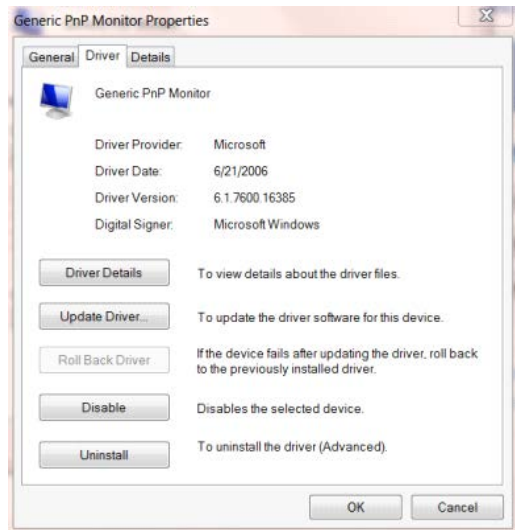 Generic PnP Monitor Properties
General Driver Details
Generic PnP Monitor
Driver Provider: Microsoft
Driver Date: 6/21/2006
Driver Version: 6.1.7600.16385
Digital Signer: Microsoft Windows
Driver Details To view details about the driver files.
Update Driver... To update the driver software for this device.
Roll Back Driver If the device fails after updating the driver, roll back
to the previously installed driver.
Disable Disables the selected device.
Uninstall To uninstall the driver (Advanced).
OK Cancel